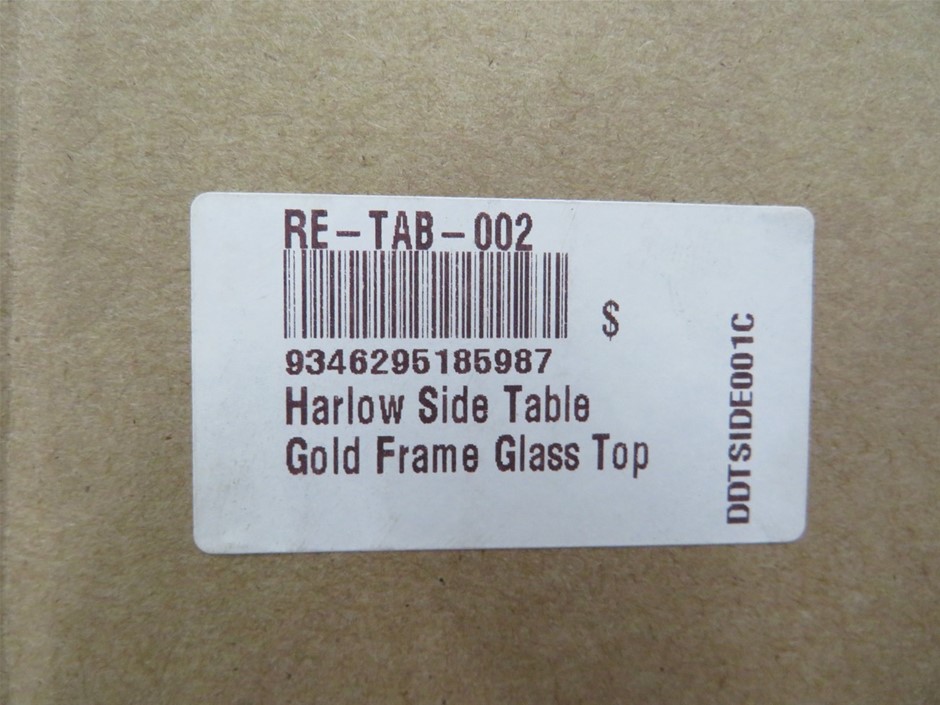 RE-TAB-002
$
9346295185987
Harlow Side Table
Gold Frame Glass Top
DDTSIDE001C